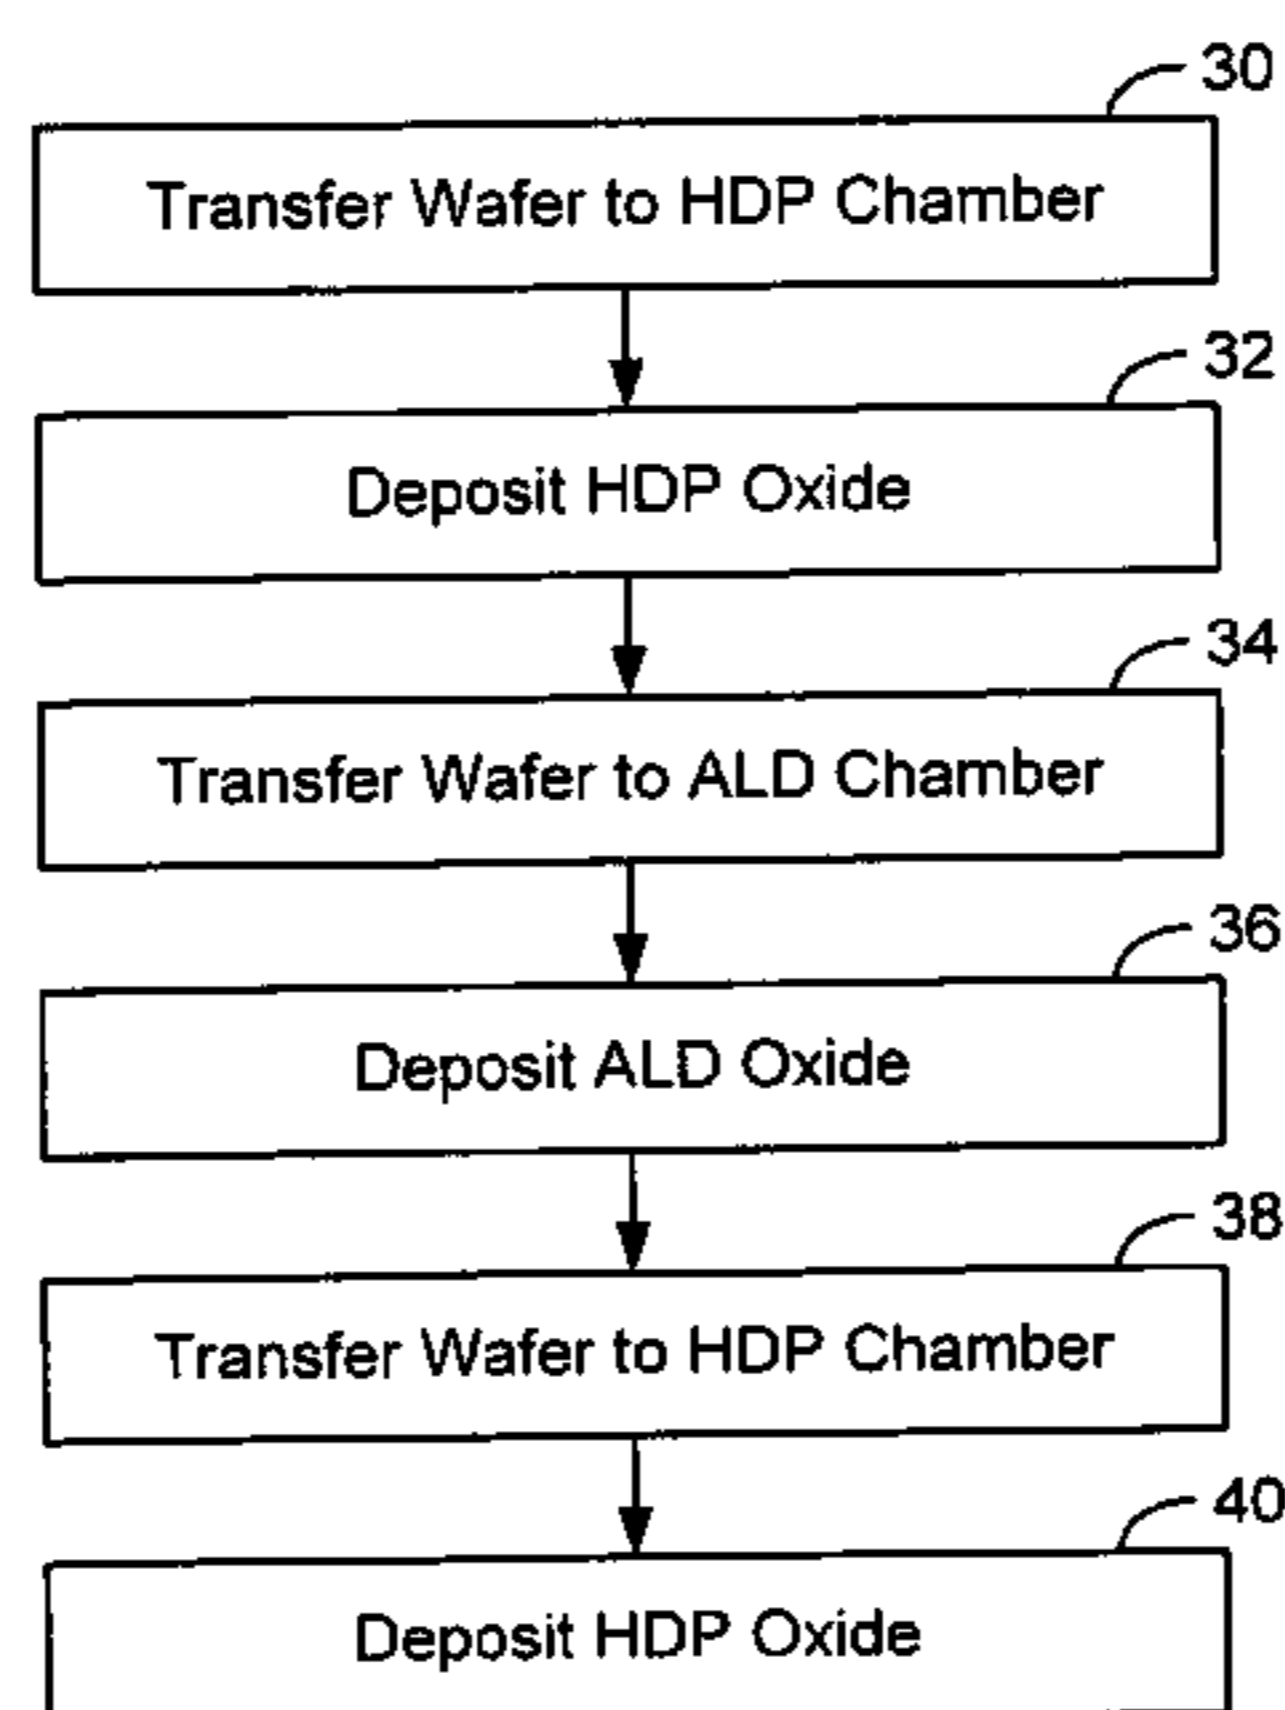 30
Transfer Wafer to HDP Chamber
32
Deposit HDP Oxide
34
Transfer Wafer to ALD Chamber
36
Deposit ALD Oxide
38
Transfer Wafer to HDP Chamber
40
Deposit HDP Oxide